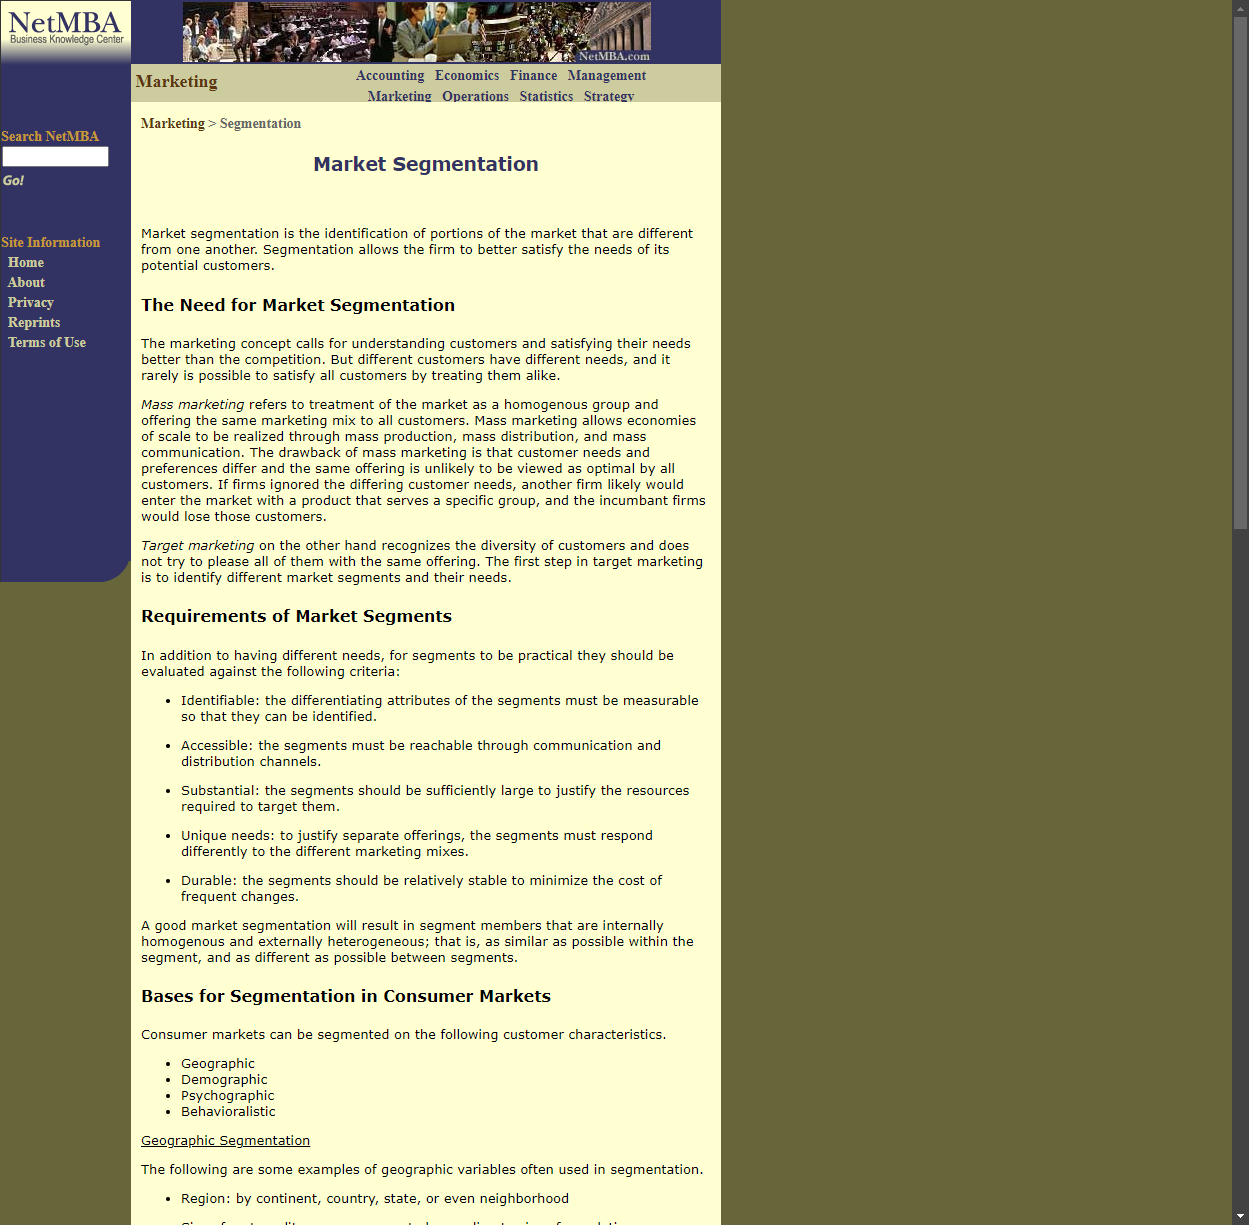 NetMBA
Business Knowledge Center
NetMBA.com
Marketing
Accounting Economics Finance Management
Marketing Operations Statistics Strategy
Search NetMBA
Go!
Site Information
Home
About
Privacy
Reprints
Terms of Use
Marketing > Segmentation
Market Segmentation
Market segmentation is the identification of portions of the market that are different
from one another. Segmentation allows the firm to better satisfy the needs of its
potential customers.
The Need for Market Segmentation
The marketing concept calls for understanding customers and satisfying their needs
better than the competition. But different customers have different needs, and it
rarely is possible to satisfy all customers by treating them alike.
Mass marketing refers to treatment of the market as a homogenous group and
offering the same marketing mix to all customers. Mass marketing allows economies
of scale to be realized through mass production, mass distribution, and mass
communication. The drawback of mass marketing is that customer needs and
preferences differ and the same offering is unlikely to be viewed as optimal by all
customers. If firms ignored the differing customer needs, another firm likely would
enter the market with a product that serves a specific group, and the incumbant firms
would lose those customers.
Target marketing on the other hand recognizes the diversity of customers and does
not try to please all of them with the same offering. The first step in target marketing
is to identify different market segments and their needs.
Requirements of Market Segments
In addition to having different needs, for segments to be practical they should be
evaluated against the following criteria:
• Identifiable: the differentiating attributes of the segments must be measurable
so that they can be identified.
• Accessible: the segments must be reachable through communication and
distribution channels.
• Substantial: the segments should be sufficiently large to justify the resources
required to target them.
• Unique needs: to justify separate offerings, the segments must respond
differently to the different marketing mixes.
• Durable: the segments should be relatively stable to minimize the cost of
frequent changes.
A good market segmentation will result in segment members that are internally
homogenous and externally heterogeneous; that is, as similar as possible within the
segment, and as different as possible between segments.
Bases for Segmentation in Consumer Markets
Consumer markets can be segmented on the following customer characteristics.
• Geographic
• Demographic
• Psychographic
• Behavioralistic
Geographic Segmentation
The following are some examples of geographic variables often used in segmentation.
• Region: by continent, country, state, or even neighborhood